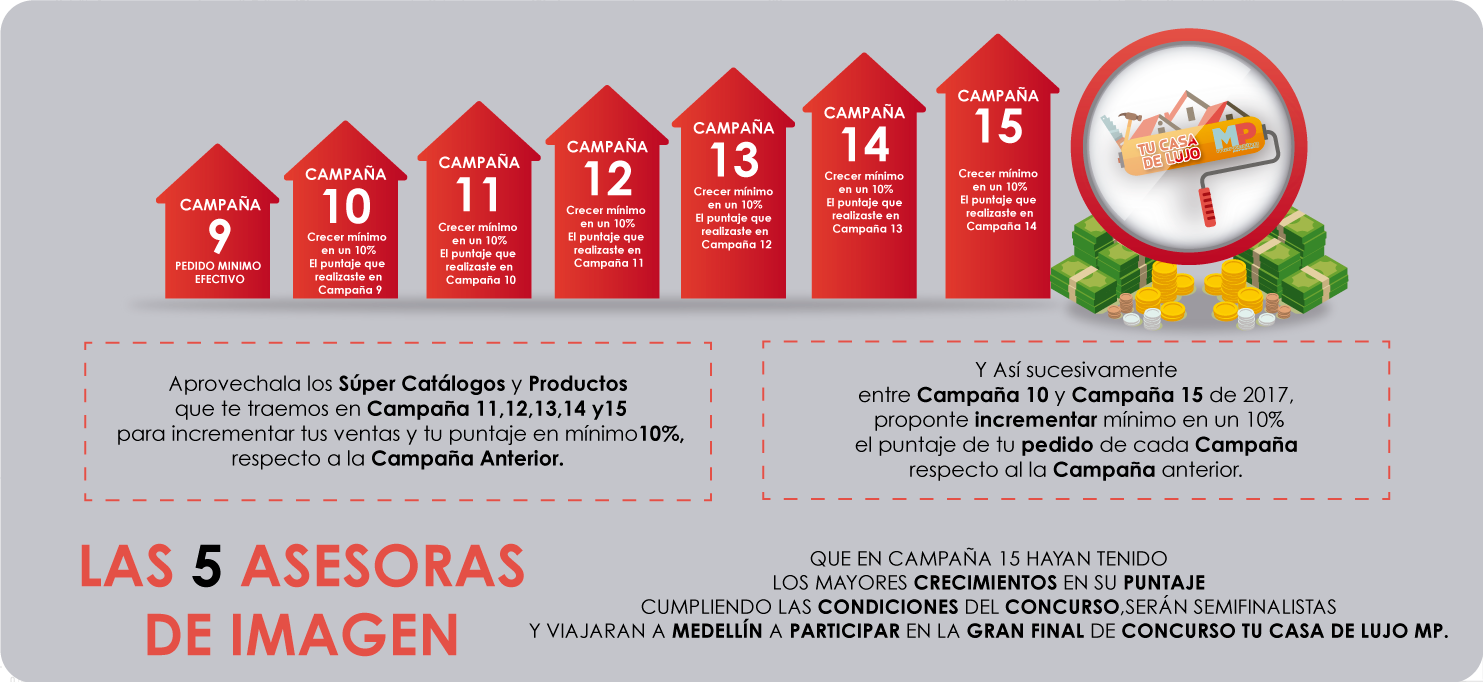 CAMPAÑA
9
PEDIDO MINIMO
EFECTIVO
CAMPAÑA
10
Crecer mínimo
en un 10%
El puntaje que
realizaste en
Campaña 9
CAMPAÑA
11
Crecer mínimo
en un 10%
El puntaje que
realizaste en
Campaña 10
CAMPAÑA
12
Crecer mínimo
en un 10%
El puntaje que
realizaste en
Campaña 11
CAMPAÑA
13
Crecer mínimo
en un 10%
El puntaje que
realizaste en
Campaña 12
CAMPAÑA
14
Crecer mínimo
en un 10%
El puntaje que
realizaste en
Campaña 13
CAMPAÑA
15
Crecer mínimo
en un 10%
El puntaje que
realizaste en
Campaña 14
TU CASA
DE LUJO
MP
Aprovechala los Súper Catálogos y Productos
que te traemos en Campaña 11,12,13,14 y15
para incrementar tus ventas y tu puntaje en mínimo10%,
respecto a la Campaña Anterior.
Y Así sucesivamente
entre Campaña 10 y Campaña 15 de 2017,
proponte incrementar mínimo en un 10%
el puntaje de tu pedido de cada Campaña
respecto al la Campaña anterior.
LAS 5 ASESORAS
DE IMAGEN
QUE EN CAMPAÑA 15 HAYAN TENIDO
LOS MAYORES CRECIMIENTOS EN SU PUNTAJE
CUMPLIENDO LAS CONDICIONES DEL CONCURSO,SERÁN SEMIFINALISTAS
Y VIAJARAN A MEDELLÍN A PARTICIPAR EN LA GRAN FINAL DE CONCURSO TU CASA DE LUJO MP.